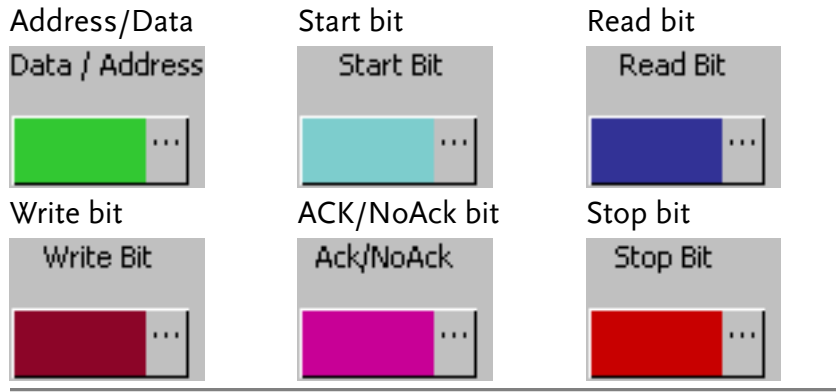 Address/Data Start bit Read bit
Data / Address Start Bit Read Bit
... ... ...
Write bit ACK/NoAck bit Stop bit
Write Bit Ack/NoAck Stop Bit
... ... ...